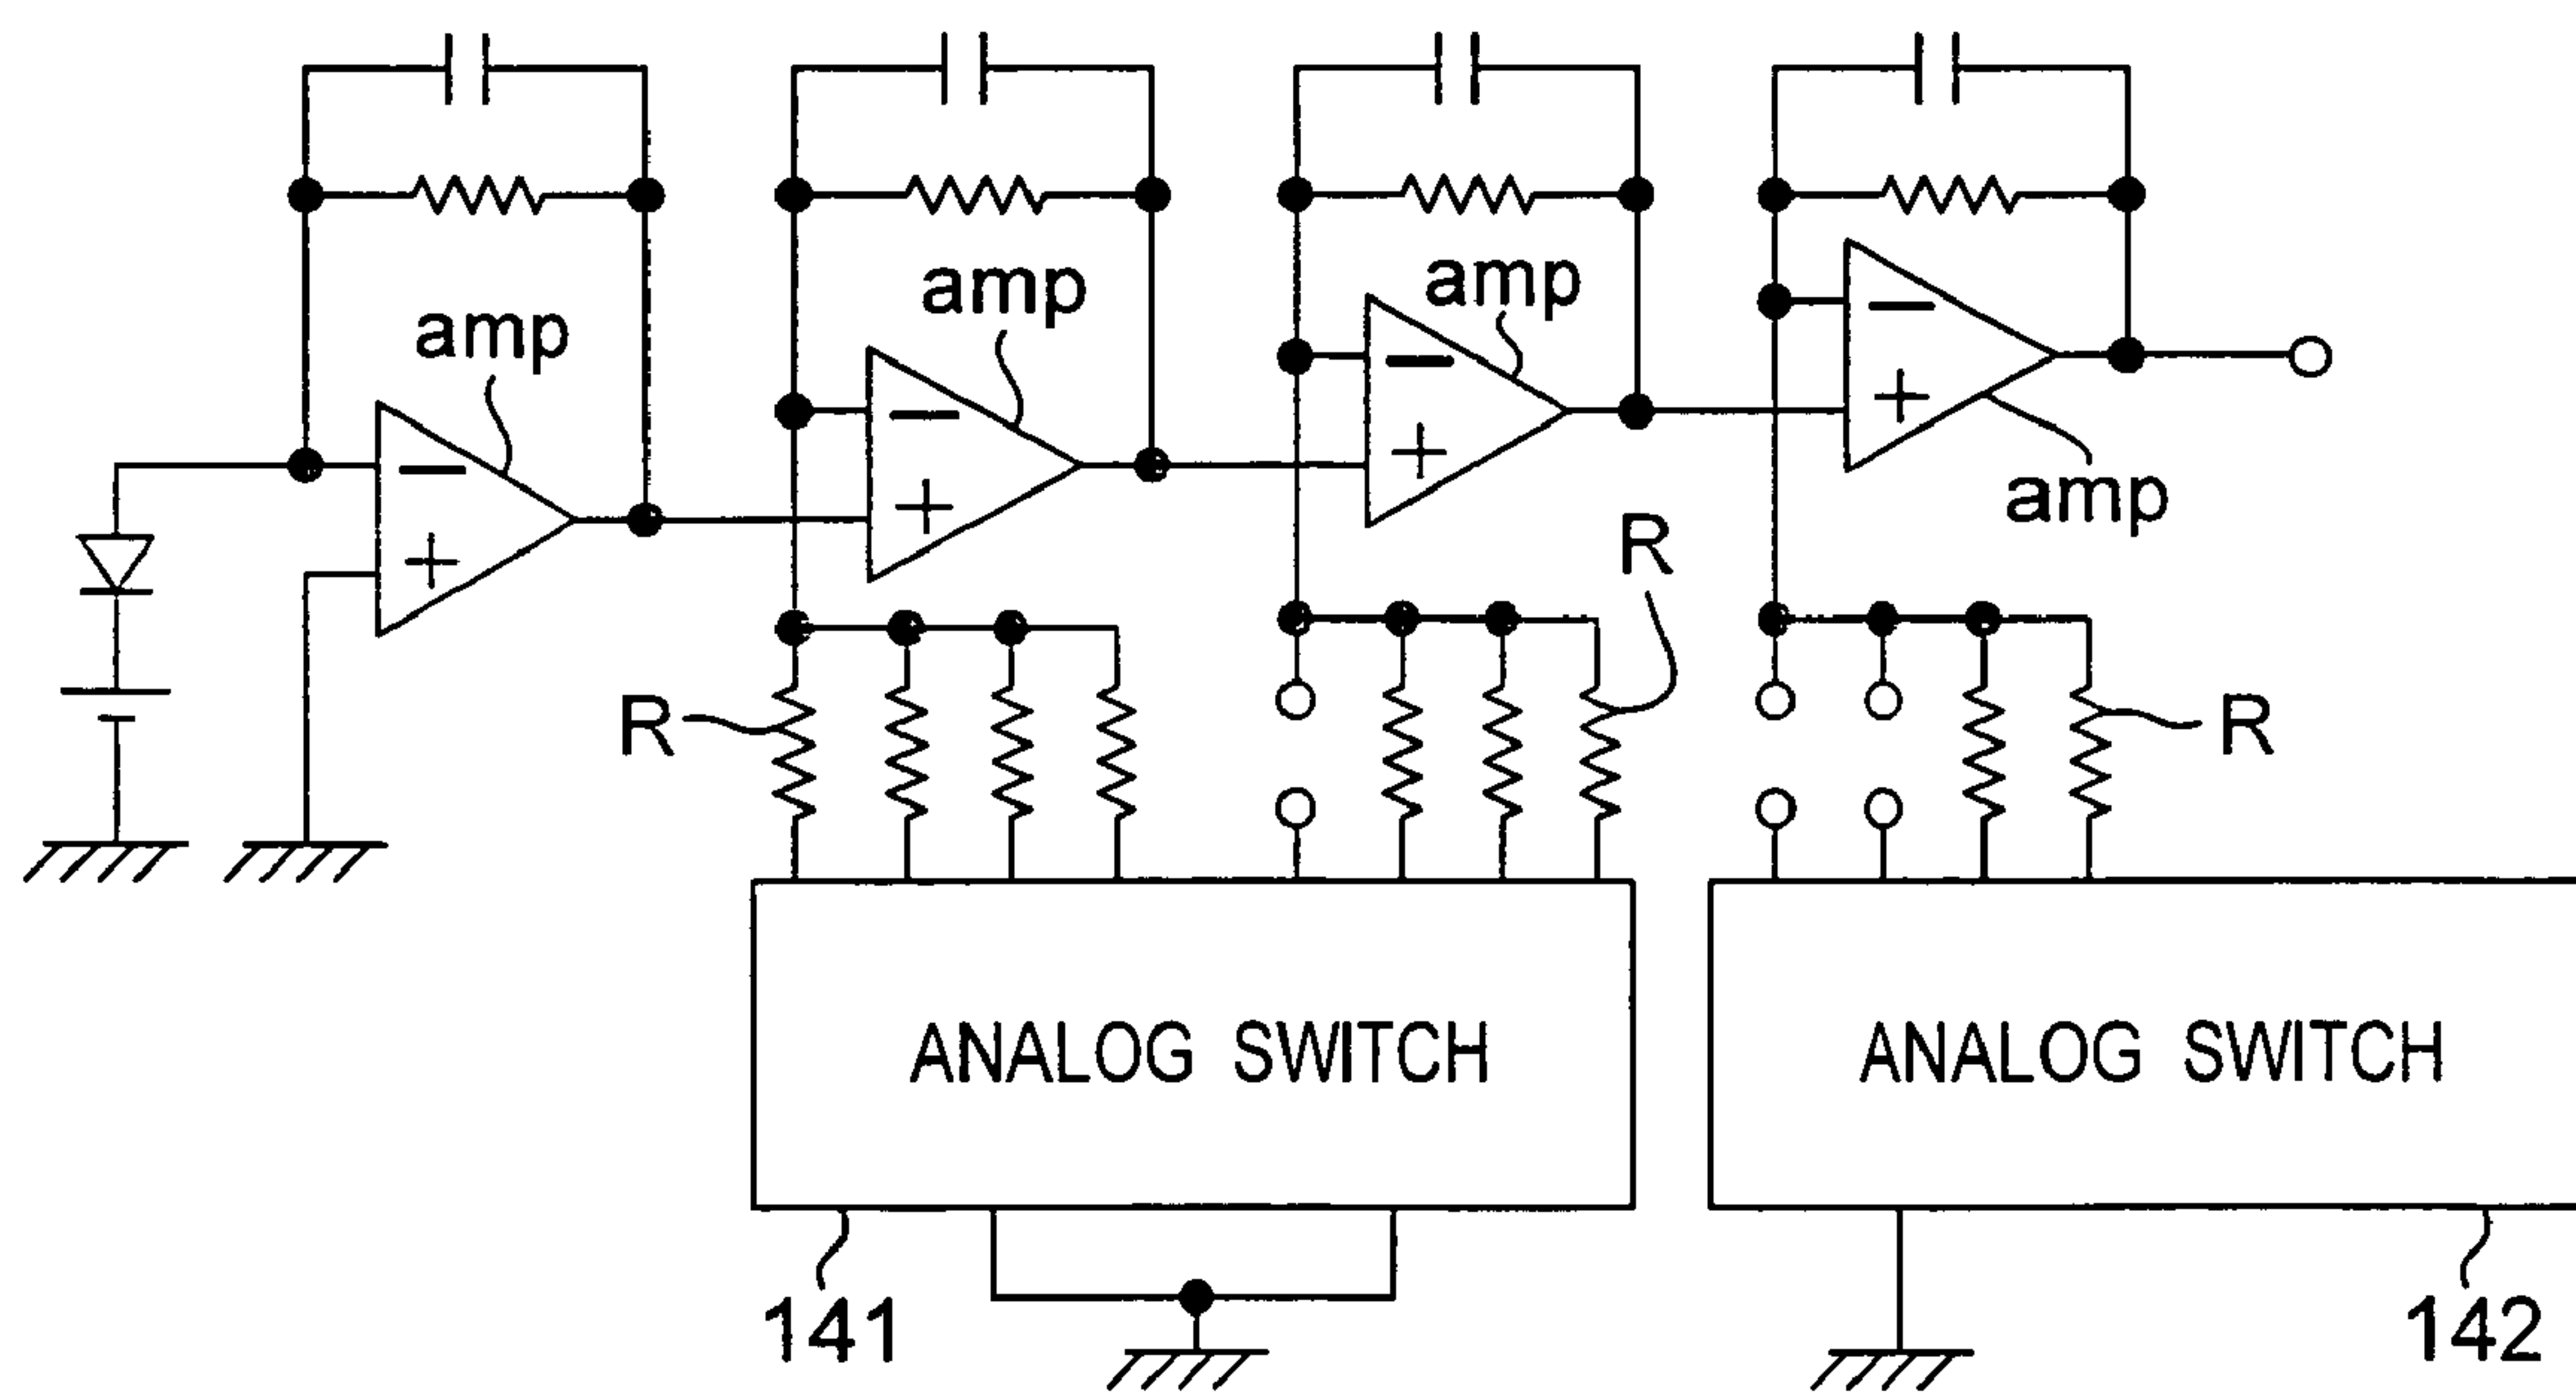 amp
amp
amp
amp
R
R
R
ANALOG SWITCH
ANALOG SWITCH
141
142